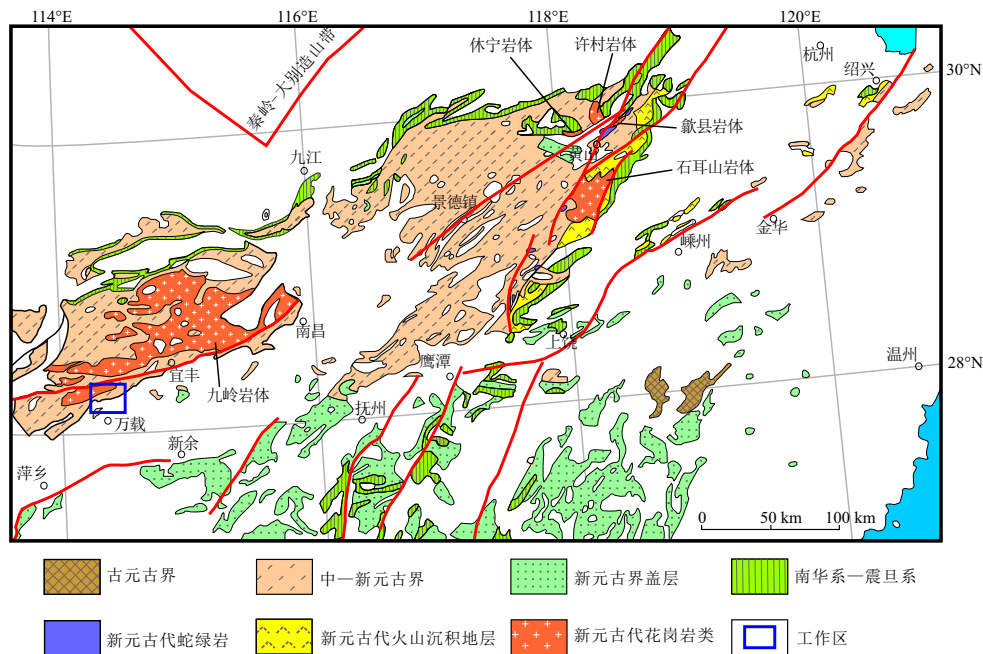 114°E
116°E
118°E
120°E
休宁岩体
许村岩体
杭州
绍兴
30°N
秦岭-大别造山带
歙县岩体
九江
黄山
石耳山岩体
景德镇
嵊州
金华
南昌
上饶
温州
鹰潭
28°N
宜丰
九岭岩体
抚州
万载
新余
萍乡
0 50 km 100 km
古元古界
中—新元古界
新元古界盖层
南华系—震旦系
新元古代蛇绿岩
新元古代火山沉积地层
新元古代花岗岩类
工作区